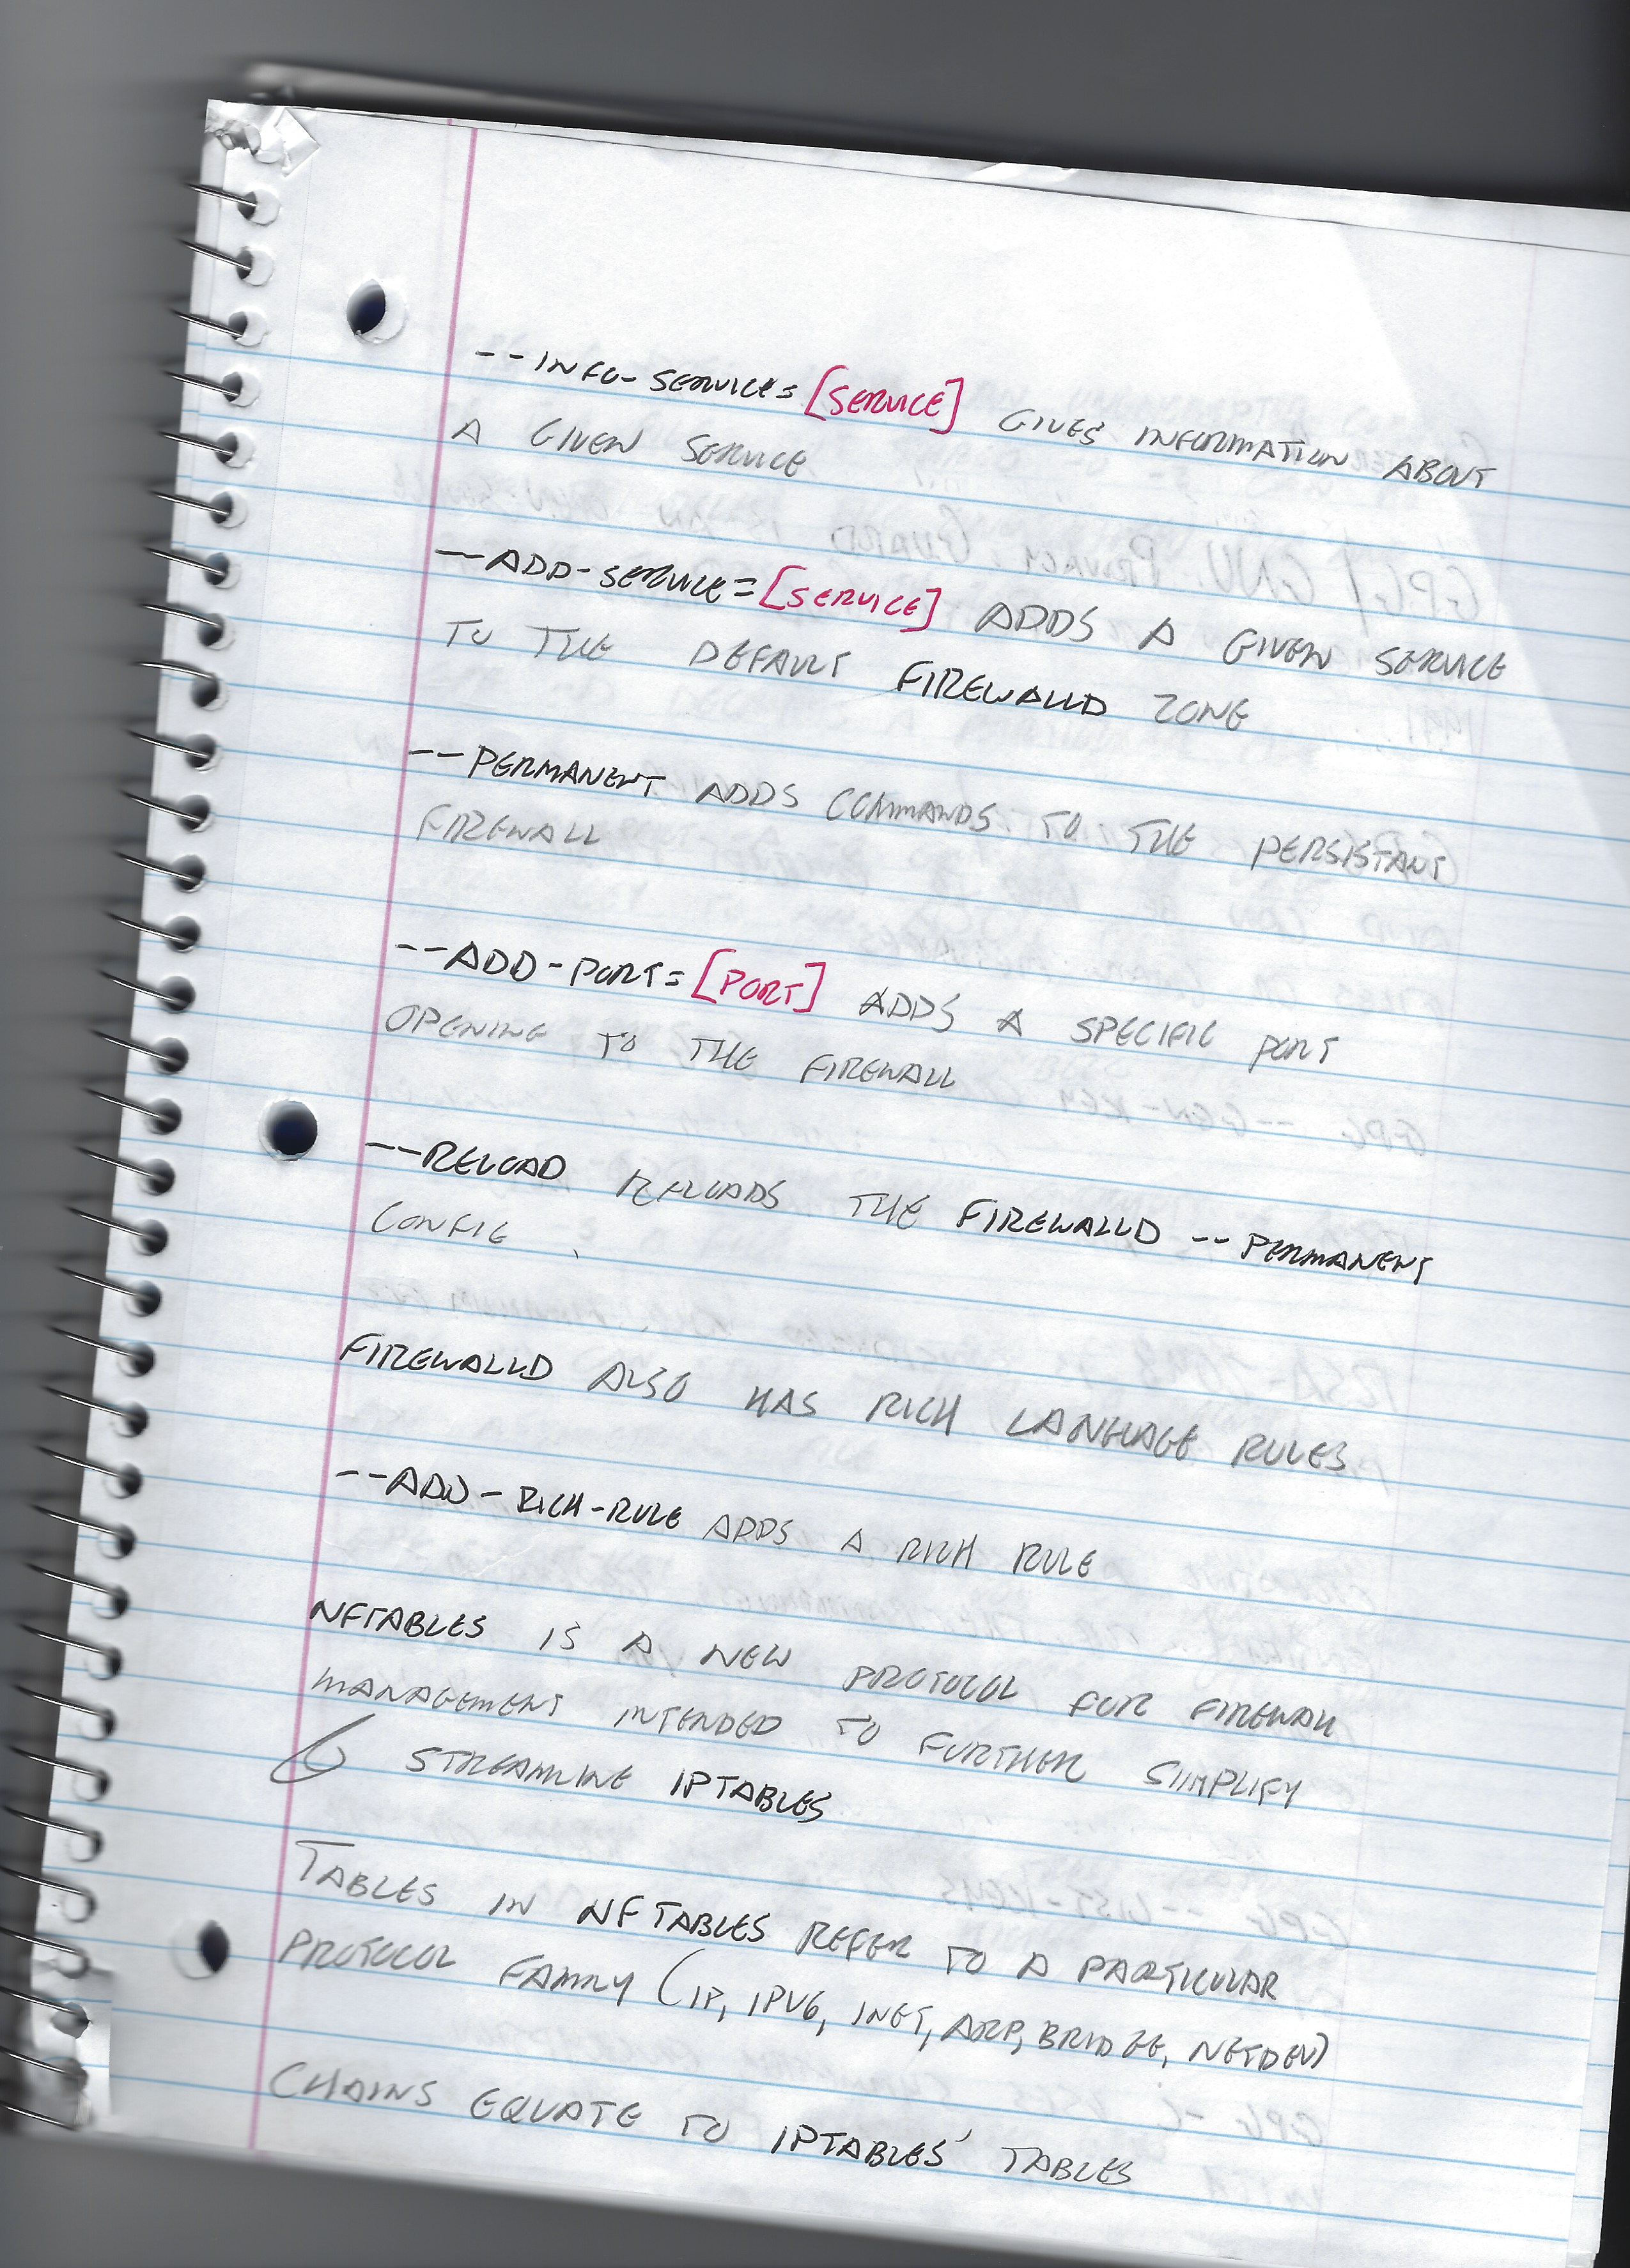 --INFO-SERVICE=[SERVICE] GIVES INFORMATION ABOUT
A GIVEN SERVICE
--ADD-SERVICE=[SERVICE] ADDS A GIVEN SERVICE
TO THE DEFAULT FIREWALLD ZONE
--PERMANENT ADDS COMMANDS TO THE PERSISTANT
FIREWALL
--ADD-PORT=[PORT] ADDS A SPECIFIC PORT
OPENING TO THE FIREWALL
--RELOAD RELOADS THE FIREWALLD --PERMANENT
CONFIG
FIREWALLD ALSO HAS RICH LANGUAGE RULES
--ADD-RICH-RULE ADDS A RICH RULE
NFTABLES IS A NEW PROTOCOL FOR FIREWALL
MANAGEMENT INTENDED TO FURTHER SIMPLIFY
& STREAMLINE IPTABLES
TABLES IN NFTABLES REFER TO A PARTICULAR
PROTOCOL FAMILY (IP, IPV6, INET, ARP, BRIDGE, NETDEV)
CHAINS EQUATE TO IPTABLES' TABLES